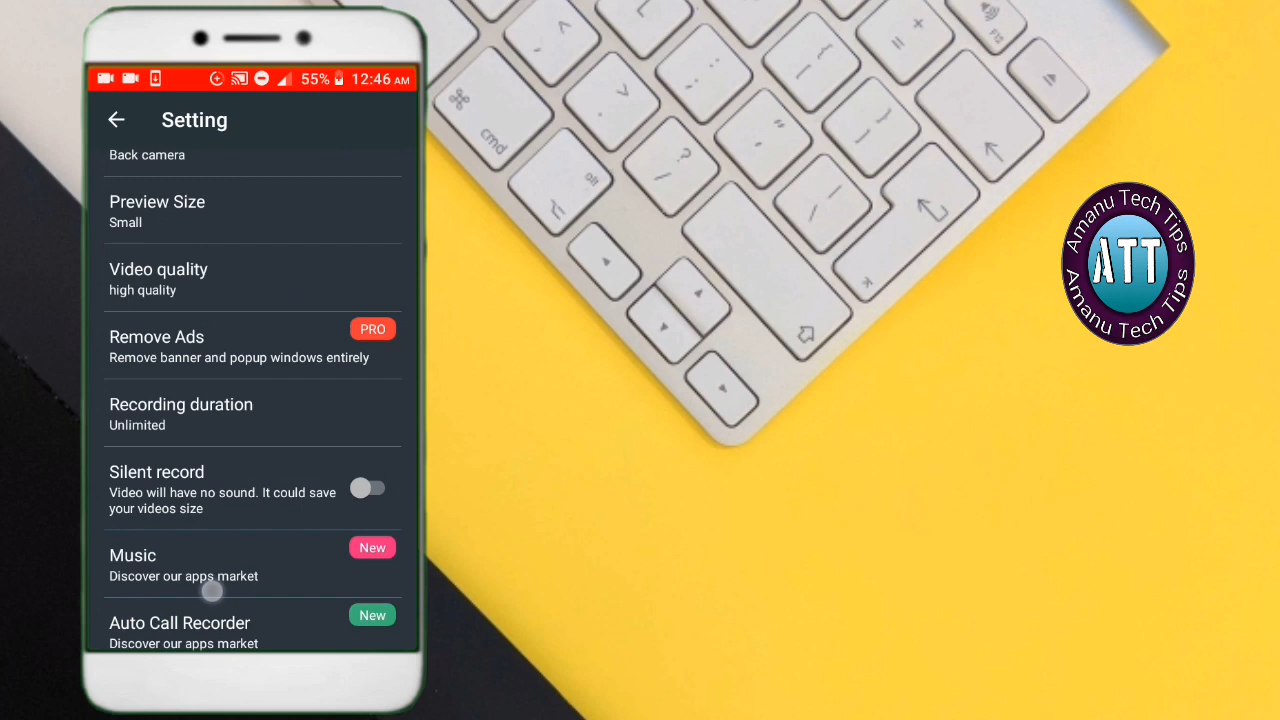 55% 12:46 AM
Setting
Back camera
Preview Size
Small
Video quality
high quality
PRO
Remove Ads
Remove banner and popup windows entirely
Recording duration
Unlimited
Silent record
Video will have no sound. It could save
your videos size
New
Music
Discover our apps market
New
Auto Call Recorder
Discover our apps market
cmd
alt
F12
Amanu Tech Tips
ATT
Amanu Tech Tips